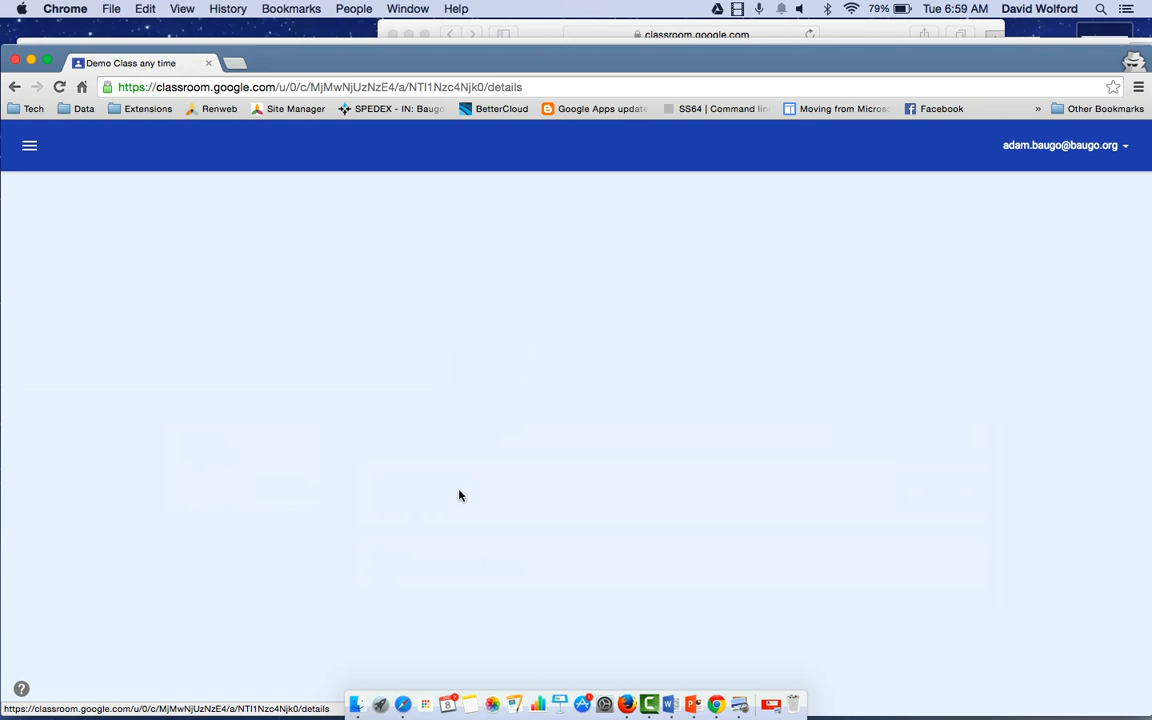 Chrome File Edit View History Bookmarks People Window Help 79% Tue 6:59 AM David Wolford
classroom.google.com
Demo Class any time
https://classroom.google.com/u/0/c/MjMwNjUzNzE4/a/NTI1Nzc4Njk0/details
Tech Data Extensions Renweb Site Manager SPEDEX - IN: Baugo BetterCloud Google Apps update SS64 | Command lin Moving from Microso Facebook » Other Bookmarks
adam.baugo@baugo.org
?
https://classroom.google.com/u/0/c/MjMwNjUzNzE4/a/NTI1Nzc4Njk0/details